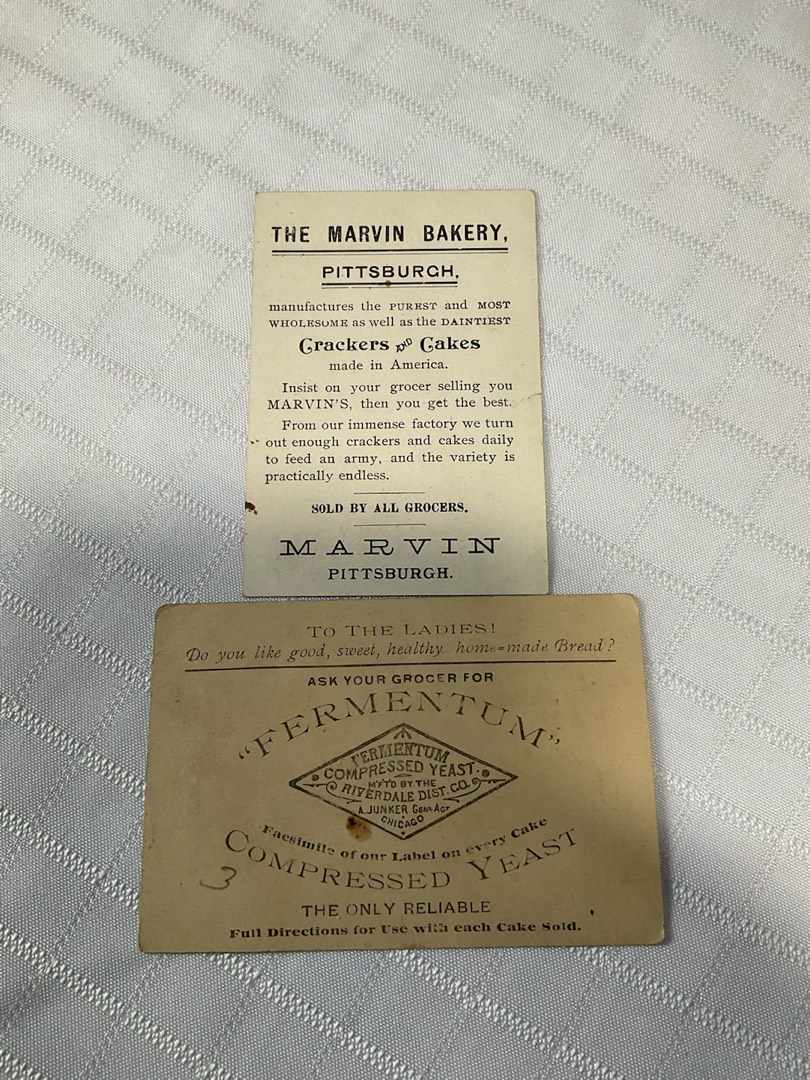 THE MARVIN BAKERY,
PITTSBURGH,
manufactures the PUREST and MOST
WHOLESOME as well as the DAINTIEST
Crackers AND Cakes
made in America.
Insist on your grocer selling you
MARVIN'S, then you get the best.
From our immense factory we turn
out enough crackers and cakes daily
to feed an army, and the variety is
practically endless.
SOLD BY ALL GROCERS.
MARVIN
PITTSBURGH.
TO THE LADIES!
Do you like good, sweet, healthy home=made Bread?
ASK YOUR GROCER FOR
"FERMENTUM"
FERMENTUM
COMPRESSED YEAST.
M'F'T'D BY THE
RIVERDALE DIST. CO.
A. JUNKER GENL AGT
CHICAGO
Facsimile of our Label on every Cake
COMPRESSED YEAST
3
THE ONLY RELIABLE
Full Directions for Use with each Cake Sold.